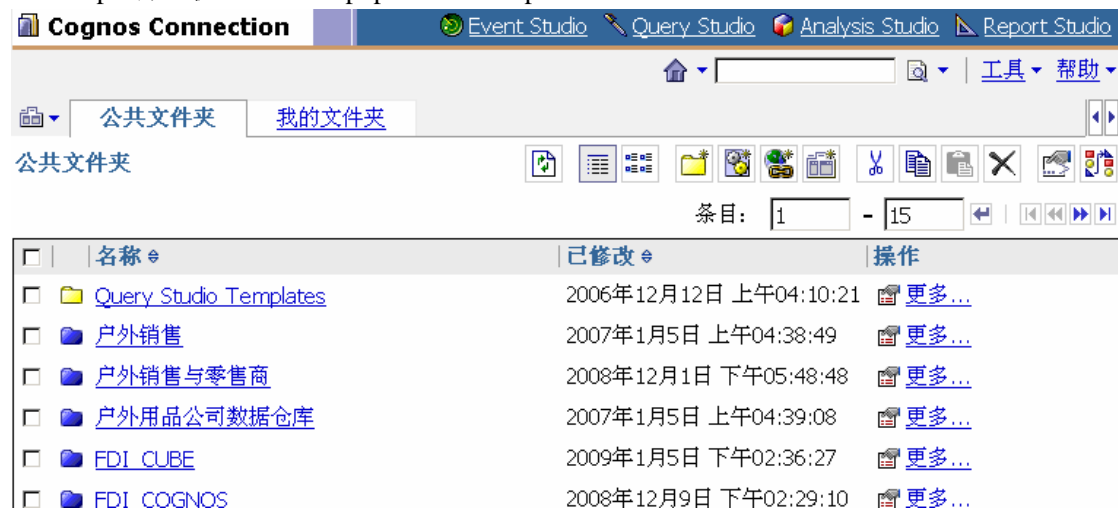 Cognos Connection Event Studio Query Studio Analysis Studio Report Studio
工具 帮助
公共文件夹 我的文件夹
公共文件夹
条目: 1 - 15
名称 已修改 操作
Query Studio Templates 2006年12月12日 上午04:10:21 更多...
户外销售 2007年1月5日 上午04:38:49 更多...
户外销售与零售商 2008年12月1日 下午05:48:48 更多...
户外用品公司数据仓库 2007年1月5日 上午04:39:08 更多...
FDI CUBE 2009年1月5日 下午02:36:27 更多...
FDI COGNOS 2008年12月9日 下午02:29:10 更多...